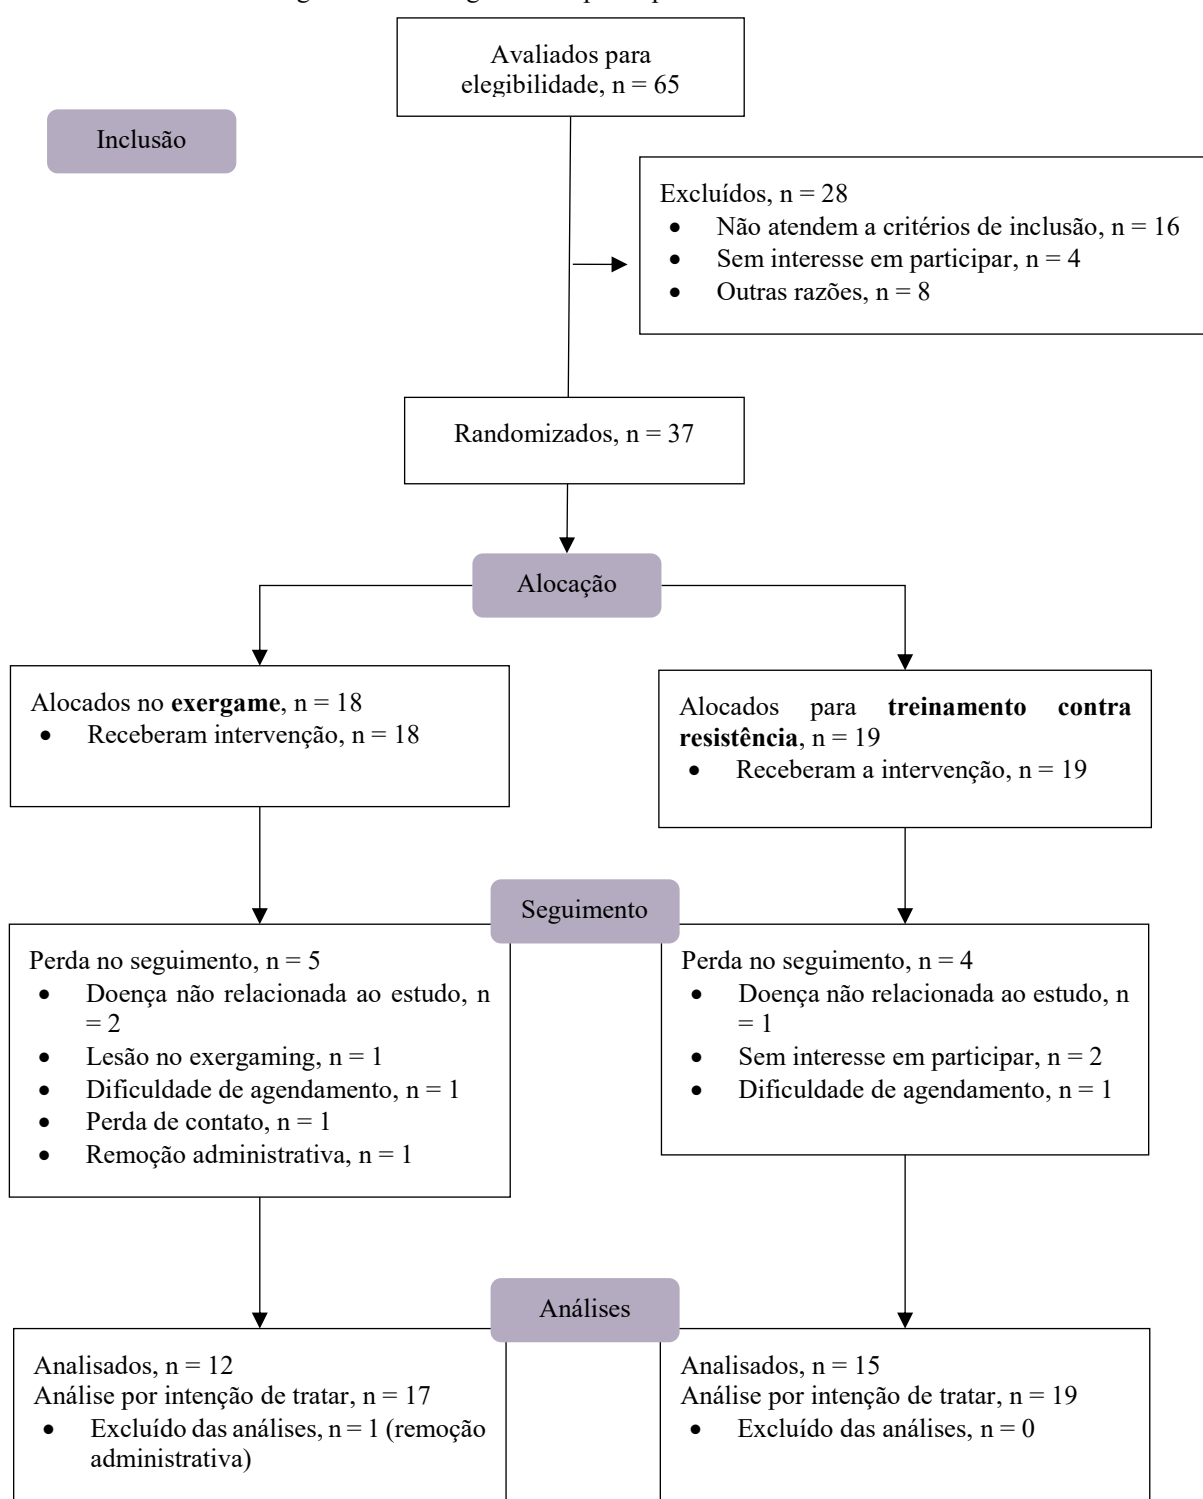 Avaliados para
elegibilidade, n = 65
Inclusão
Excluídos, n = 28
• Não atendem a critérios de inclusão, n = 16
• Sem interesse em participar, n = 4
• Outras razões, n = 8
Randomizados, n = 37
Alocação
Alocados no exergame, n = 18
• Receberam intervenção, n = 18
Alocados para treinamento contra
resistência, n = 19
• Receberam a intervenção, n = 19
Seguimento
Perda no seguimento, n = 5
• Doença não relacionada ao estudo, n
= 2
• Lesão no exergaming, n = 1
• Dificuldade de agendamento, n = 1
• Perda de contato, n = 1
• Remoção administrativa, n = 1
Perda no seguimento, n = 4
• Doença não relacionada ao estudo, n
= 1
• Sem interesse em participar, n = 2
• Dificuldade de agendamento, n = 1
Análises
Analisados, n = 12
Análise por intenção de tratar, n = 17
• Excluído das análises, n = 1 (remoção
administrativa)
Analisados, n = 15
Análise por intenção de tratar, n = 19
• Excluído das análises, n = 0